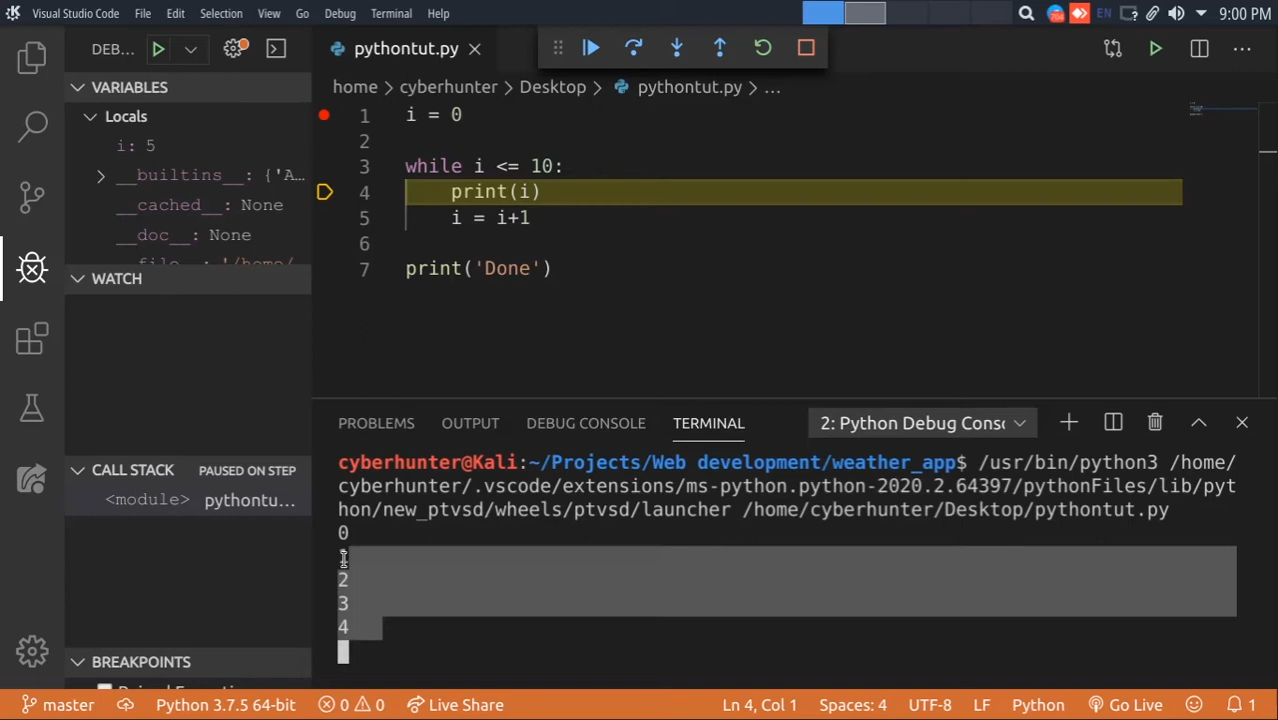 Visual Studio Code File Edit Selection View Go Debug Terminal Help EN 9:00 PM
DEB...
pythontut.py
VARIABLES
Locals
i: 5
__builtins__: {'A...
__cached__: None
__doc__: None
WATCH
CALL STACK PAUSED ON STEP
<module> pythontu...
BREAKPOINTS
home > cyberhunter > Desktop > pythontut.py > ...
1 i = 0
2
3 while i <= 10:
4 print(i)
5 i = i+1
6
7 print('Done')
PROBLEMS OUTPUT DEBUG CONSOLE TERMINAL 2: Python Debug Consc
cyberhunter@Kali:~/Projects/Web development/weather_app$ /usr/bin/python3 /home/
cyberhunter/.vscode/extensions/ms-python.python-2020.2.64397/pythonFiles/lib/pyt
hon/new_ptvsd/wheels/ptvsd/launcher /home/cyberhunter/Desktop/pythontut.py
0
2
3
4
master Python 3.7.5 64-bit 0 0 Live Share Ln 4, Col 1 Spaces: 4 UTF-8 LF Python Go Live 1